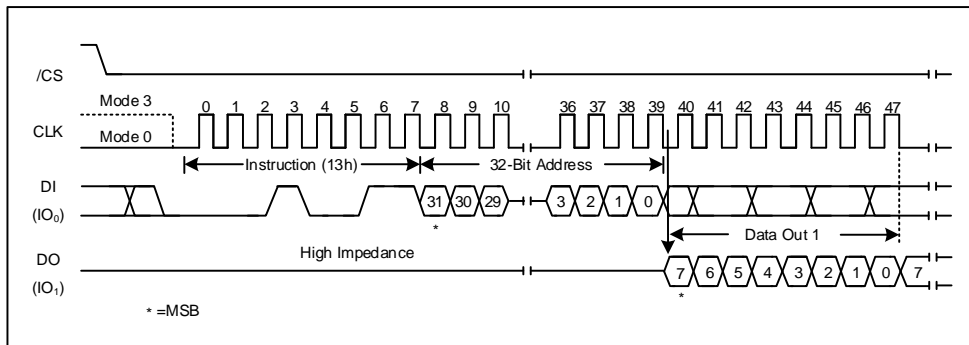 /CS
Mode 3
0 1 2 3 4 5 6 7 8 9 10 36 37 38 39 40 41 42 43 44 45 46 47
CLK
Mode 0
Instruction (13h) 32-Bit Address
DI
(IO0)
31 30 29 3 2 1 0
*
High Impedance
Data Out 1
DO
(IO1)
7 6 5 4 3 2 1 0 7
*
* =MSB